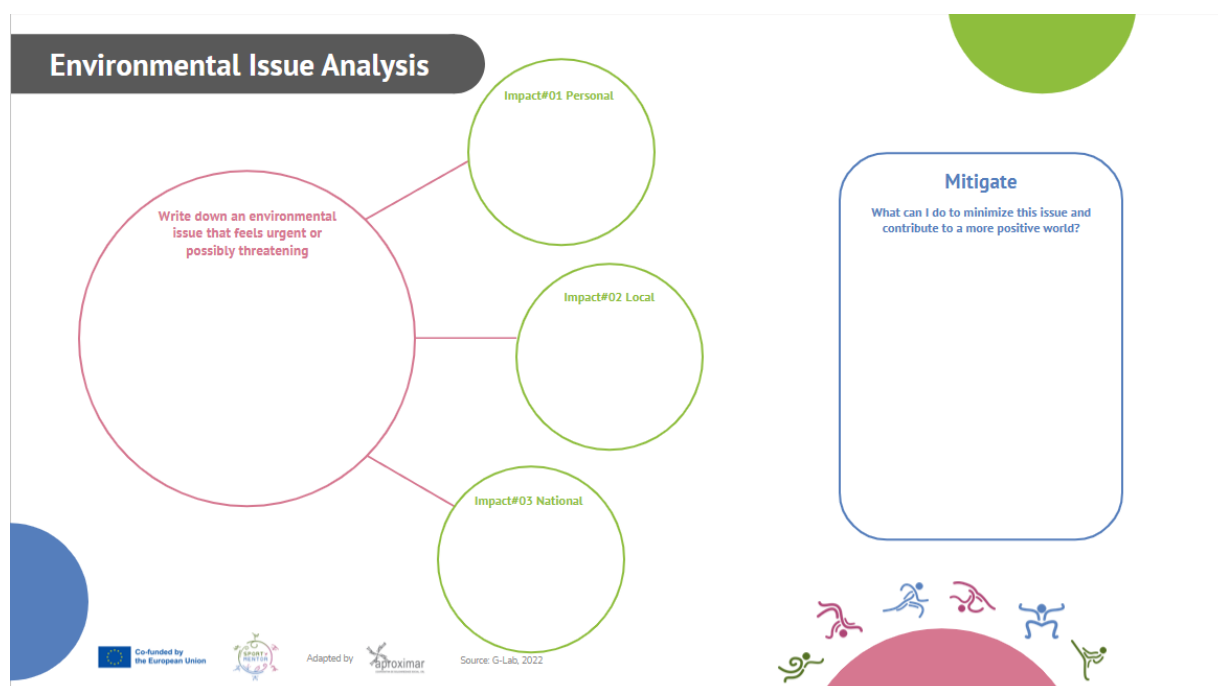 Environmental Issue Analysis
Impact#01 Personal
Write down an environmental
issue that feels urgent or
possibly threatening
Impact#02 Local
Impact#03 National
Mitigate
What can I do to minimize this issue and
contribute to a more positive world?
Co-funded by
the European Union
SPORTY
MENTOR
Adapted by
aproximar
Source: G-Lab, 2022